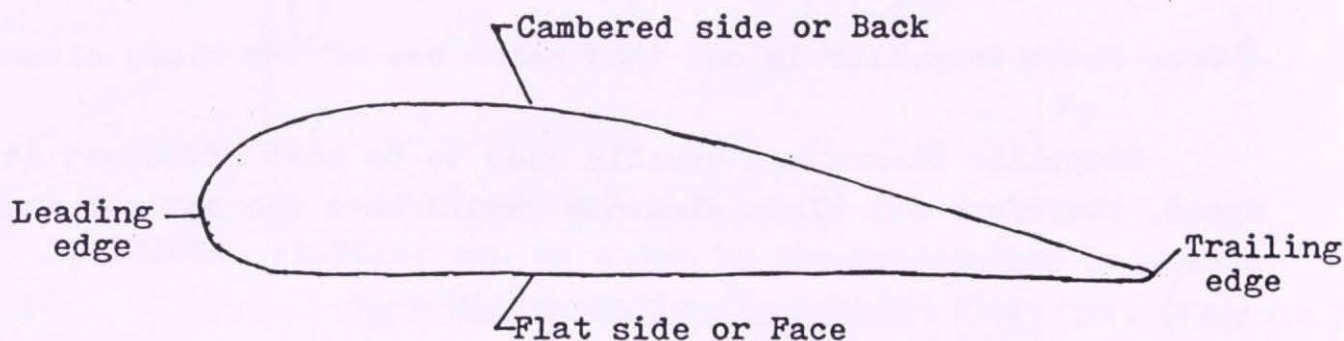 Cambered side or Back
Leading
edge
Trailing
edge
Flat side or Face